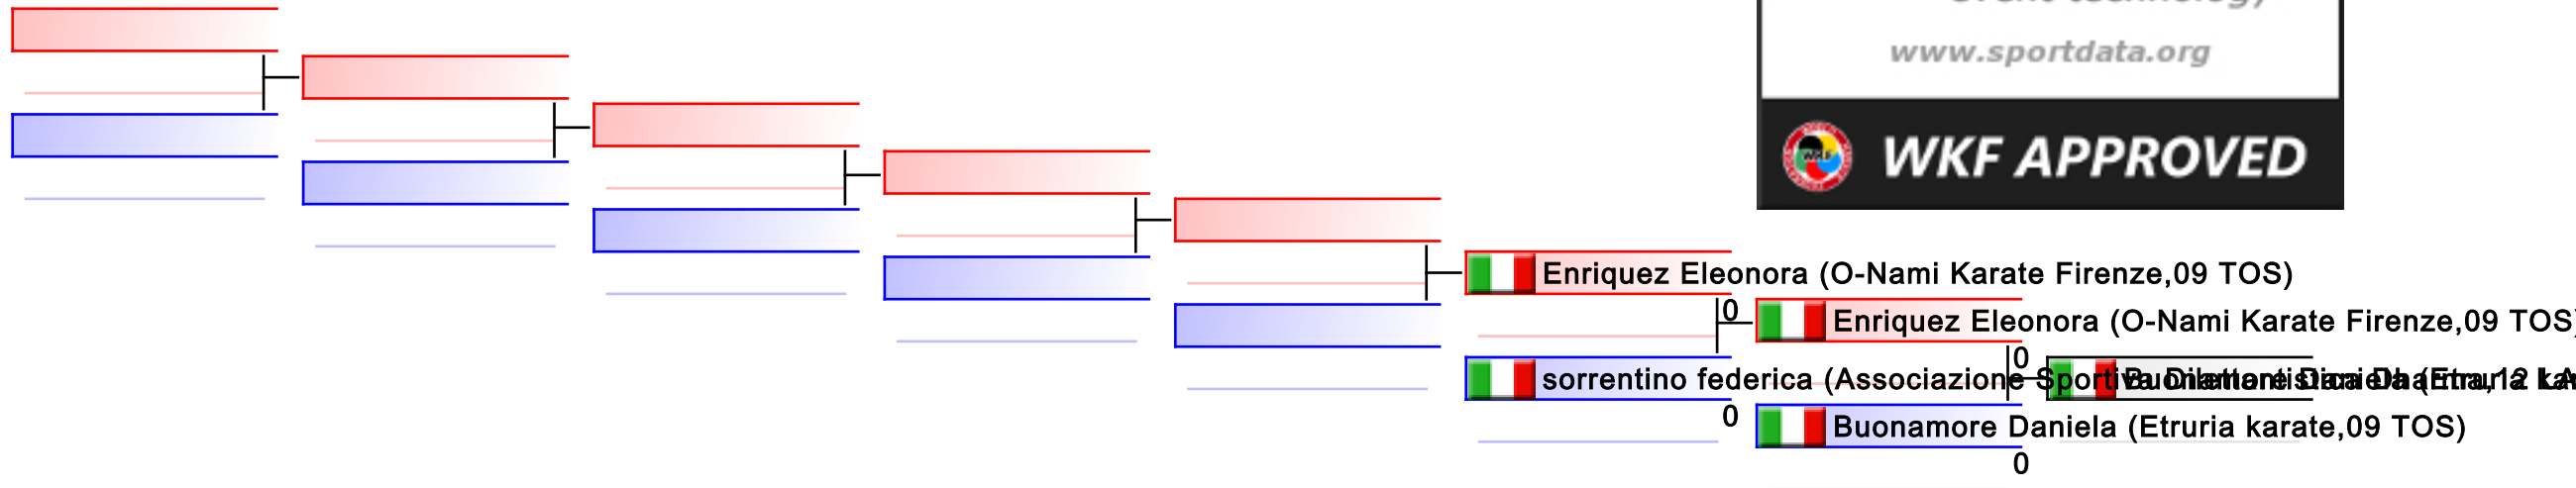 www.sportdata.org
WKF APPROVED
Enriquez Eleonora (O-Nami Karate Firenze,09 TOS)
0
Enriquez Eleonora (O-Nami Karate Firenze,09 TOS)
0
sorrentino federica (Associazione Sportiva
0
Buonamore Daniela (Etruria karate,09 TOS)
0